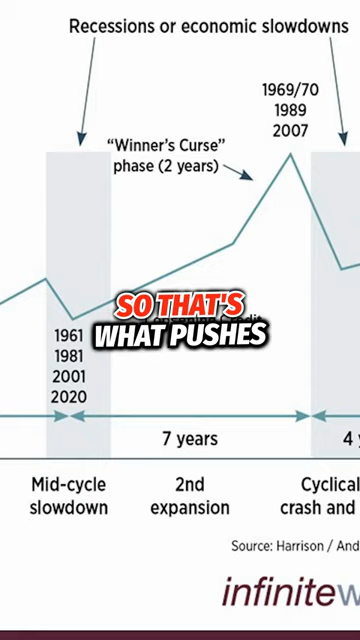 Recessions or economic slowdowns
1969/70
1989
2007
"Winner's Curse"
phase (2 years)
SO THAT'S
WHAT PUSHES
1961
1981
2001
2020
7 years
4
Mid-cycle
slowdown
2nd
expansion
Cyclical
crash and
Source: Harrison / And
infinitew